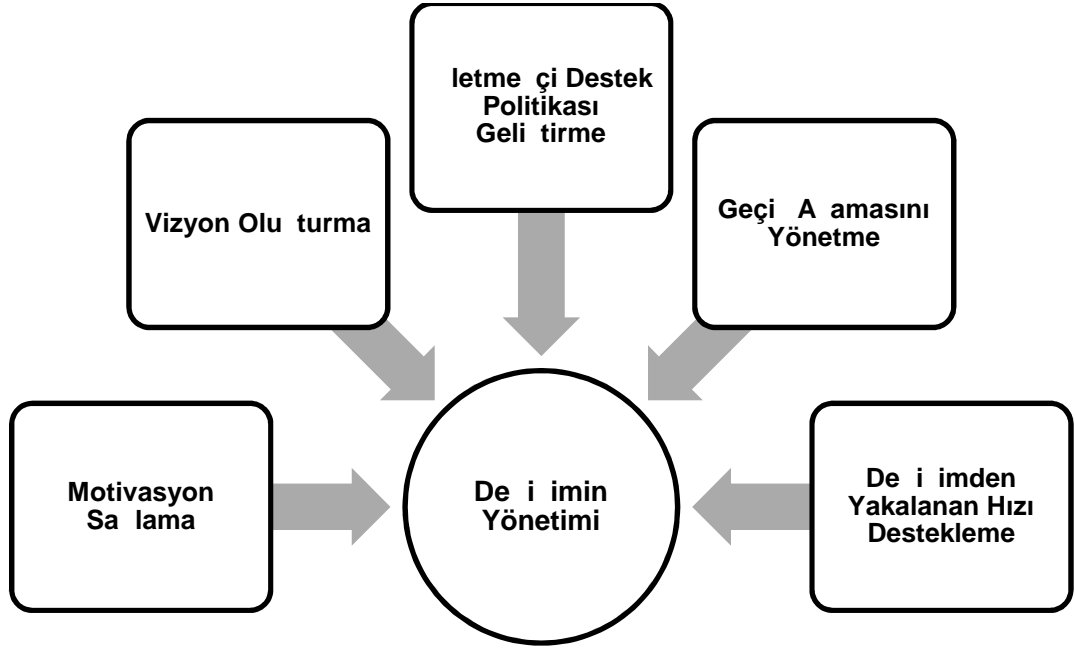 letme çi Destek
Politikası
Geli tirme
Vizyon Olu turma
Geçi A amasını
Yönetme
Motivasyon
Sa lama
De i imin
Yönetimi
De i imden
Yakalanan Hızı
Destekleme